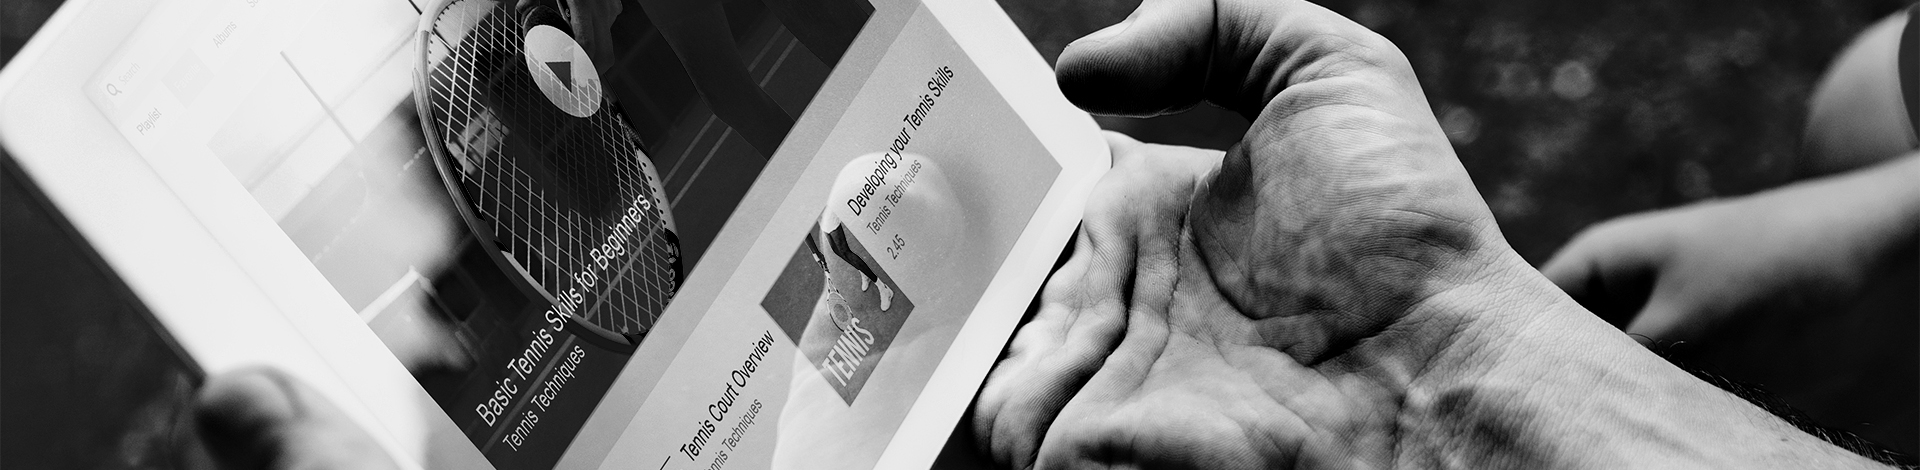 Search
Playlist
Albums
Basic Tennis Skills for Beginners
Tennis Techniques
Developing your Tennis Skills
Tennis Techniques
2.45
TENNIS
Tennis Court Overview
Techniques